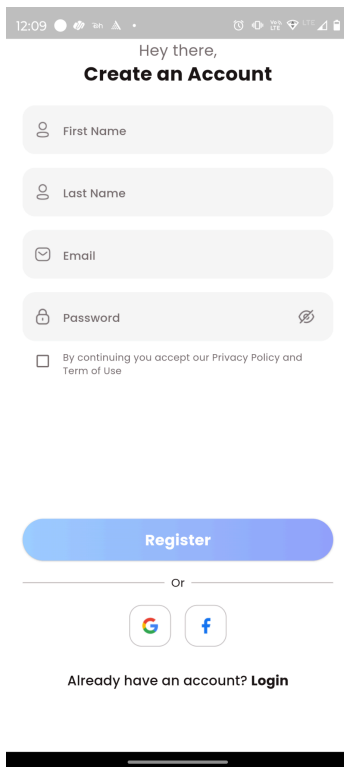 12:09
LTE
Hey there,
Create an Account
First Name
Last Name
Email
Password
By continuing you accept our Privacy Policy and
Term of Use
Register
Or
Already have an account? Login